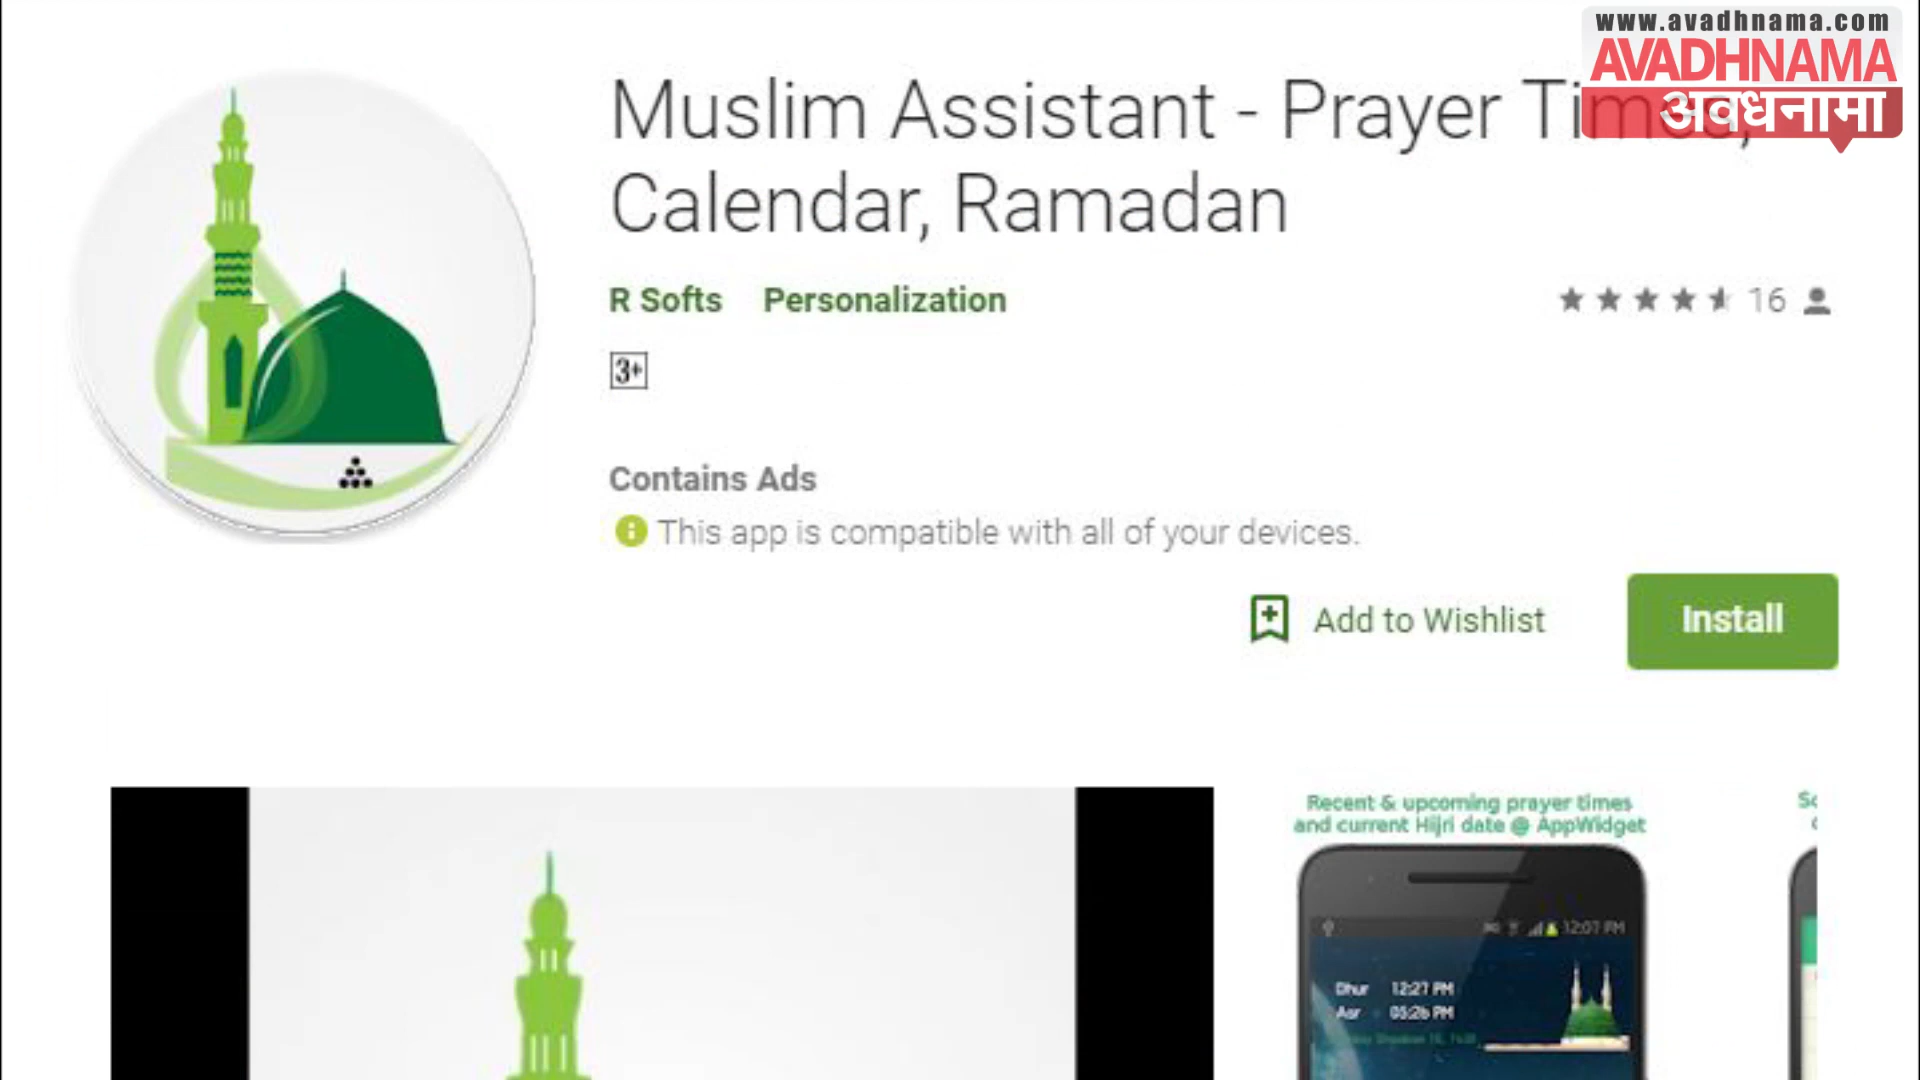 www.avadhnama.com
AVADHNAMA
अवधनामा
Muslim Assistant - Prayer Times,
Calendar, Ramadan
R Softs Personalization
16
3+
Contains Ads
This app is compatible with all of your devices.
Add to Wishlist
Install
Recent & upcoming prayer times
and current Hijri date @ AppWidget
12:07 PM
Dhur 12:27 PM
Asr 05:26 PM